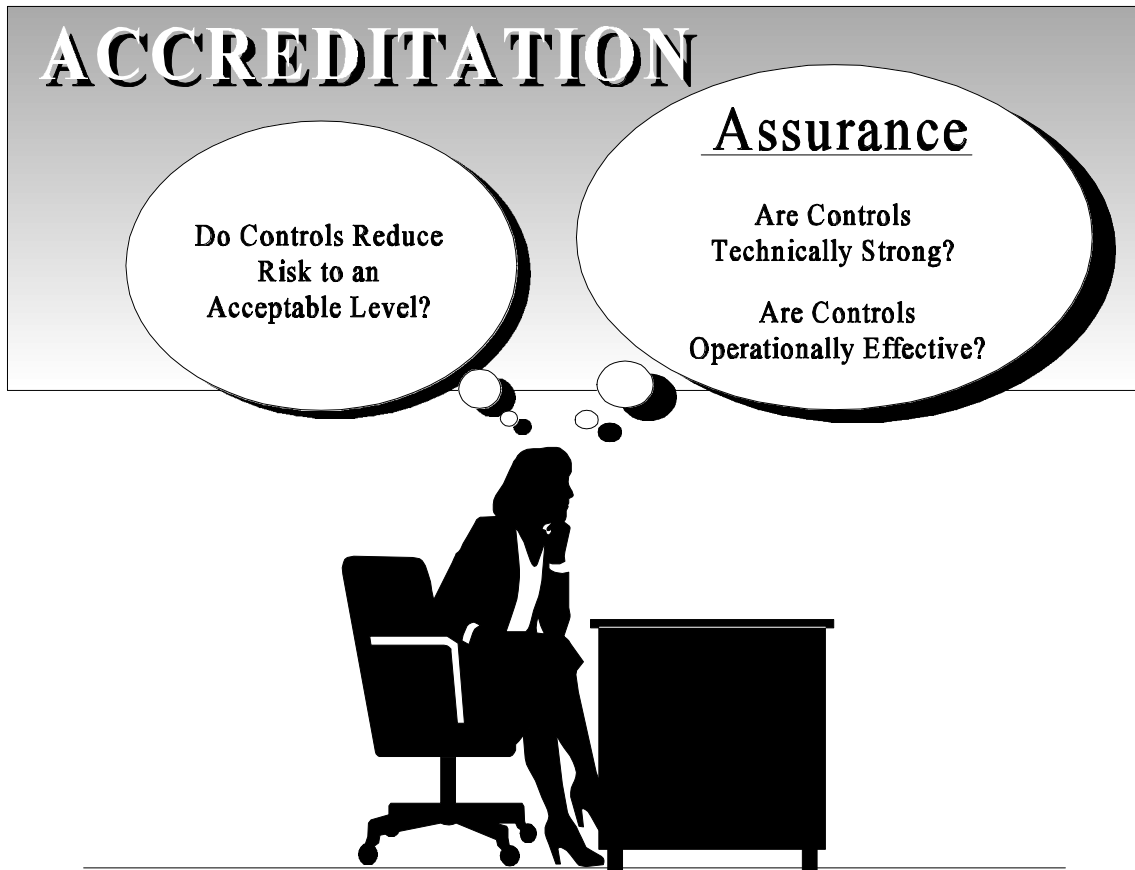 ACCREDITATION
Do Controls Reduce
Risk to an
Acceptable Level?
Assurance
Are Controls
Technically Strong?
Are Controls
Operationally Effective?